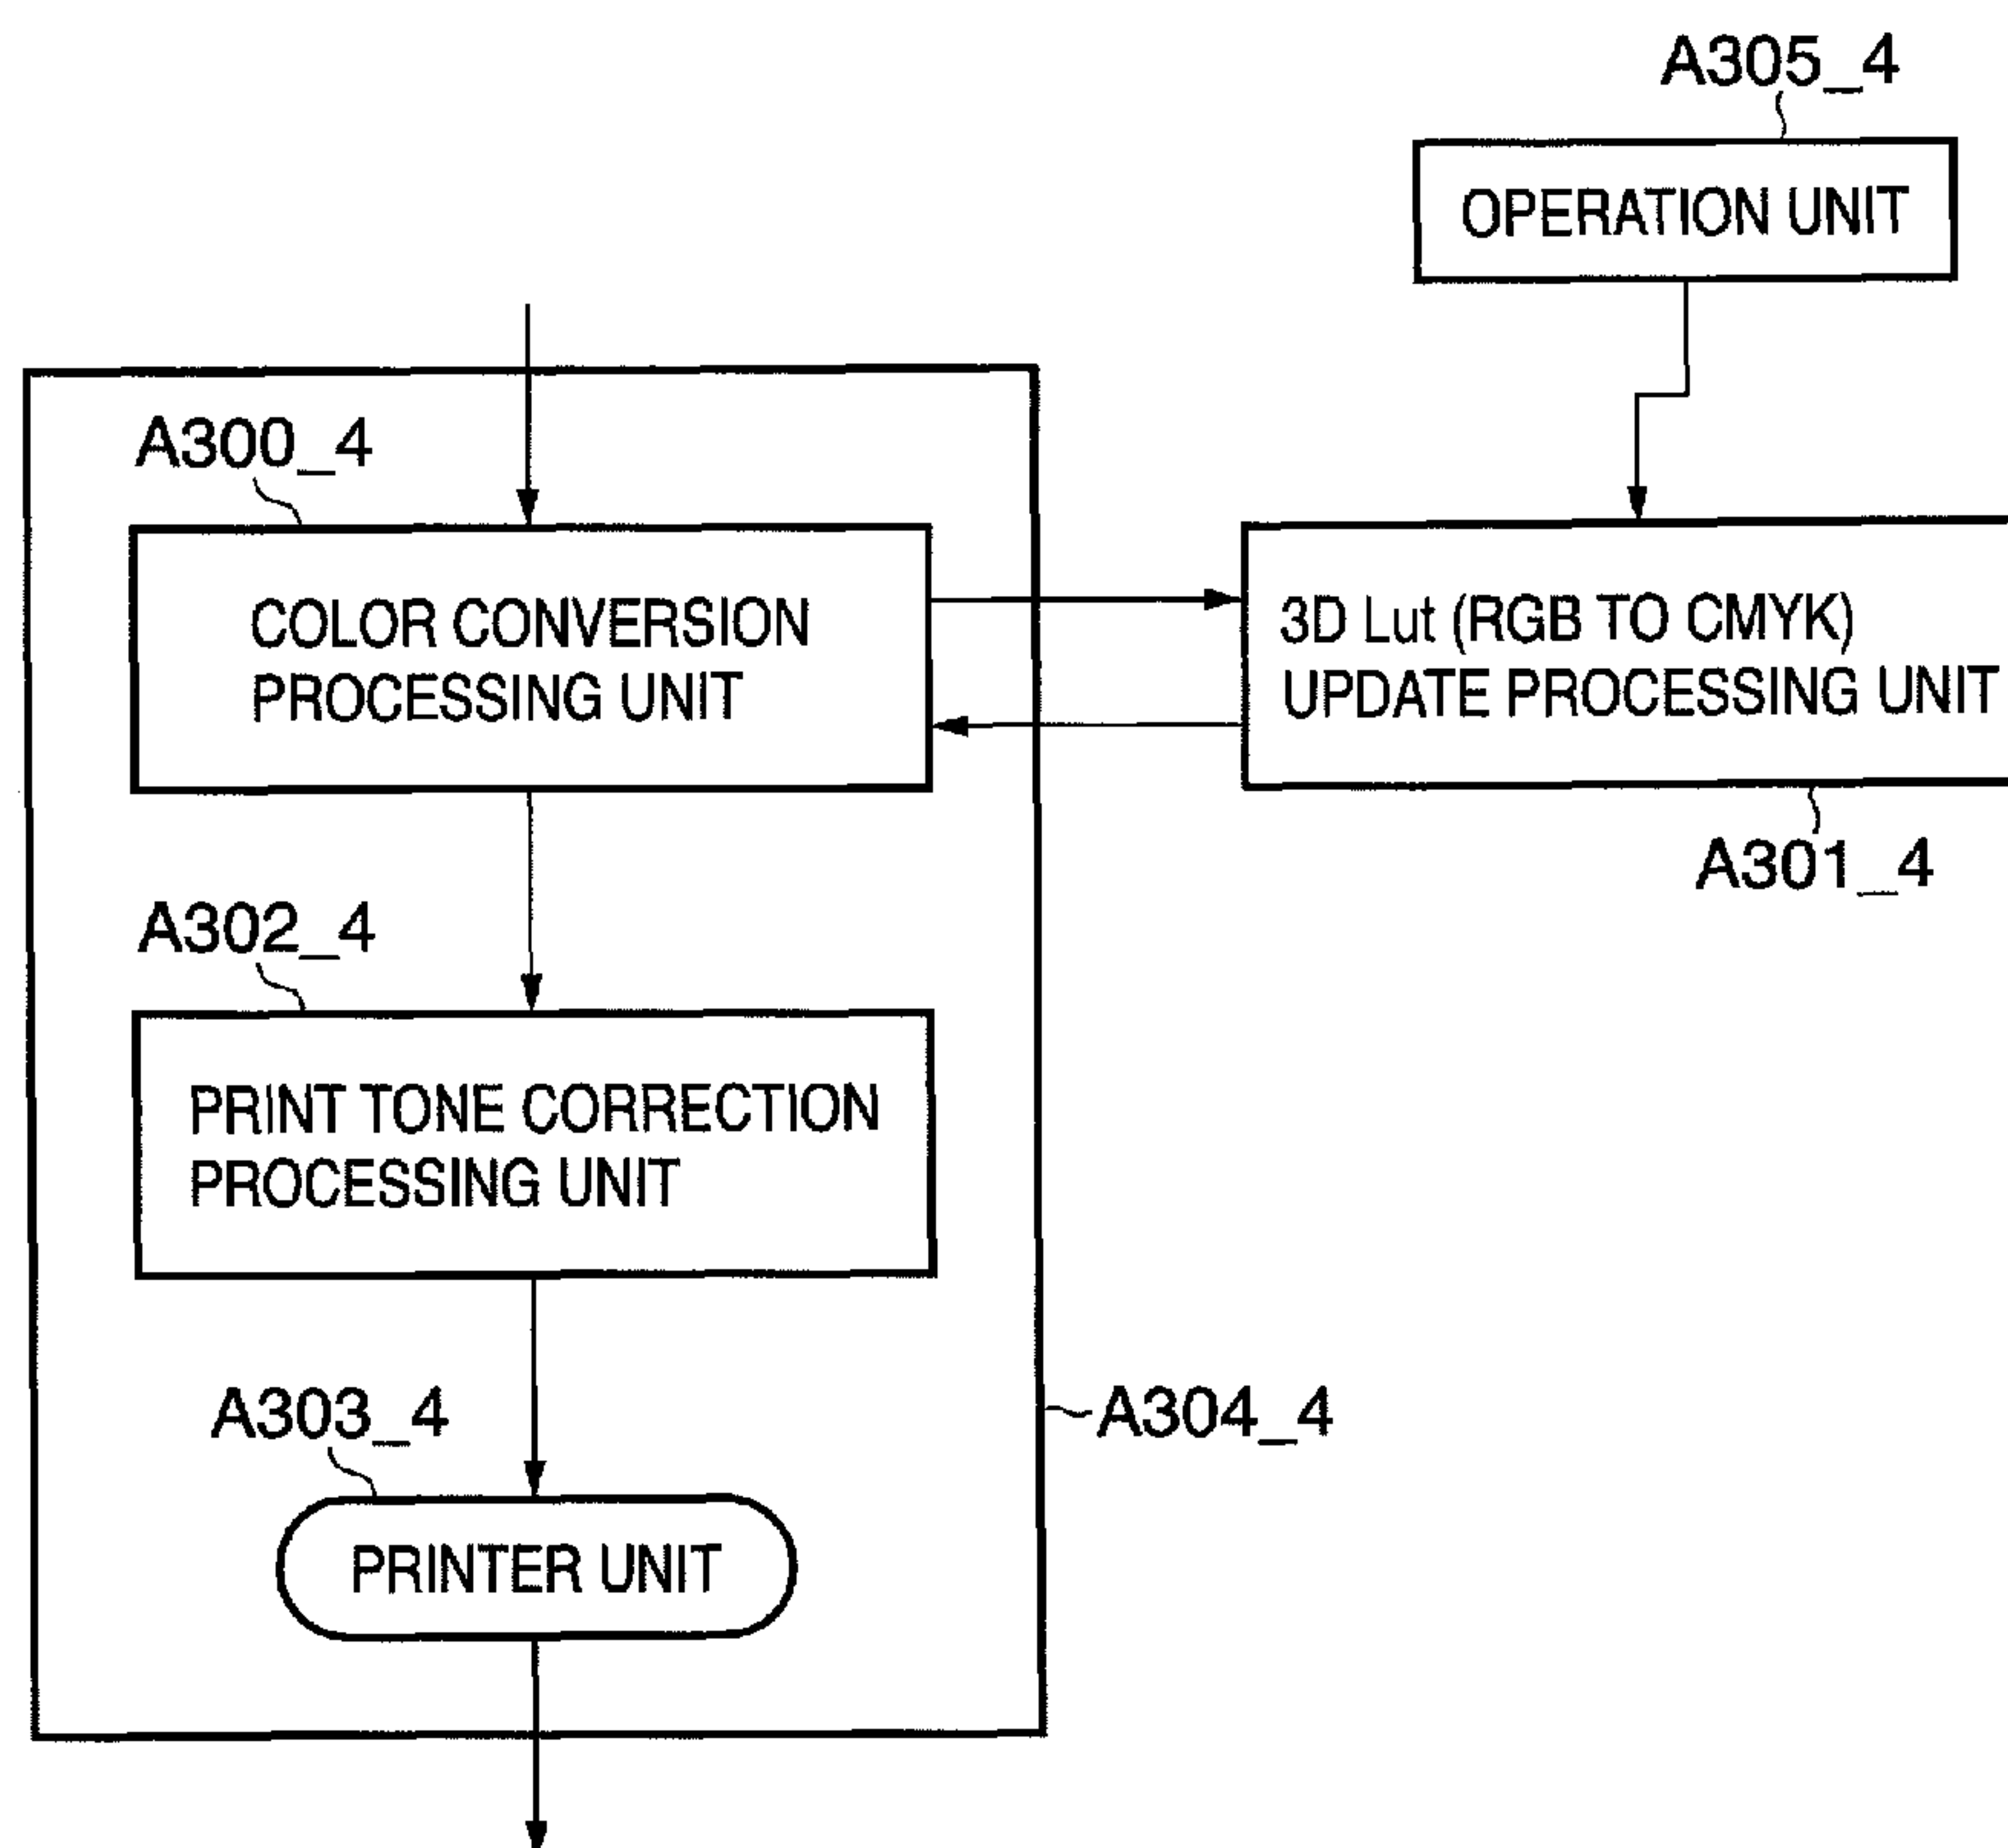 A305_4
OPERATION UNIT
A300_4
COLOR CONVERSION
PROCESSING UNIT
3D Lut (RGB TO CMYK)
UPDATE PROCESSING UNIT
A301_4
A302_4
PRINT TONE CORRECTION
PROCESSING UNIT
A303_4
A304_4
PRINTER UNIT